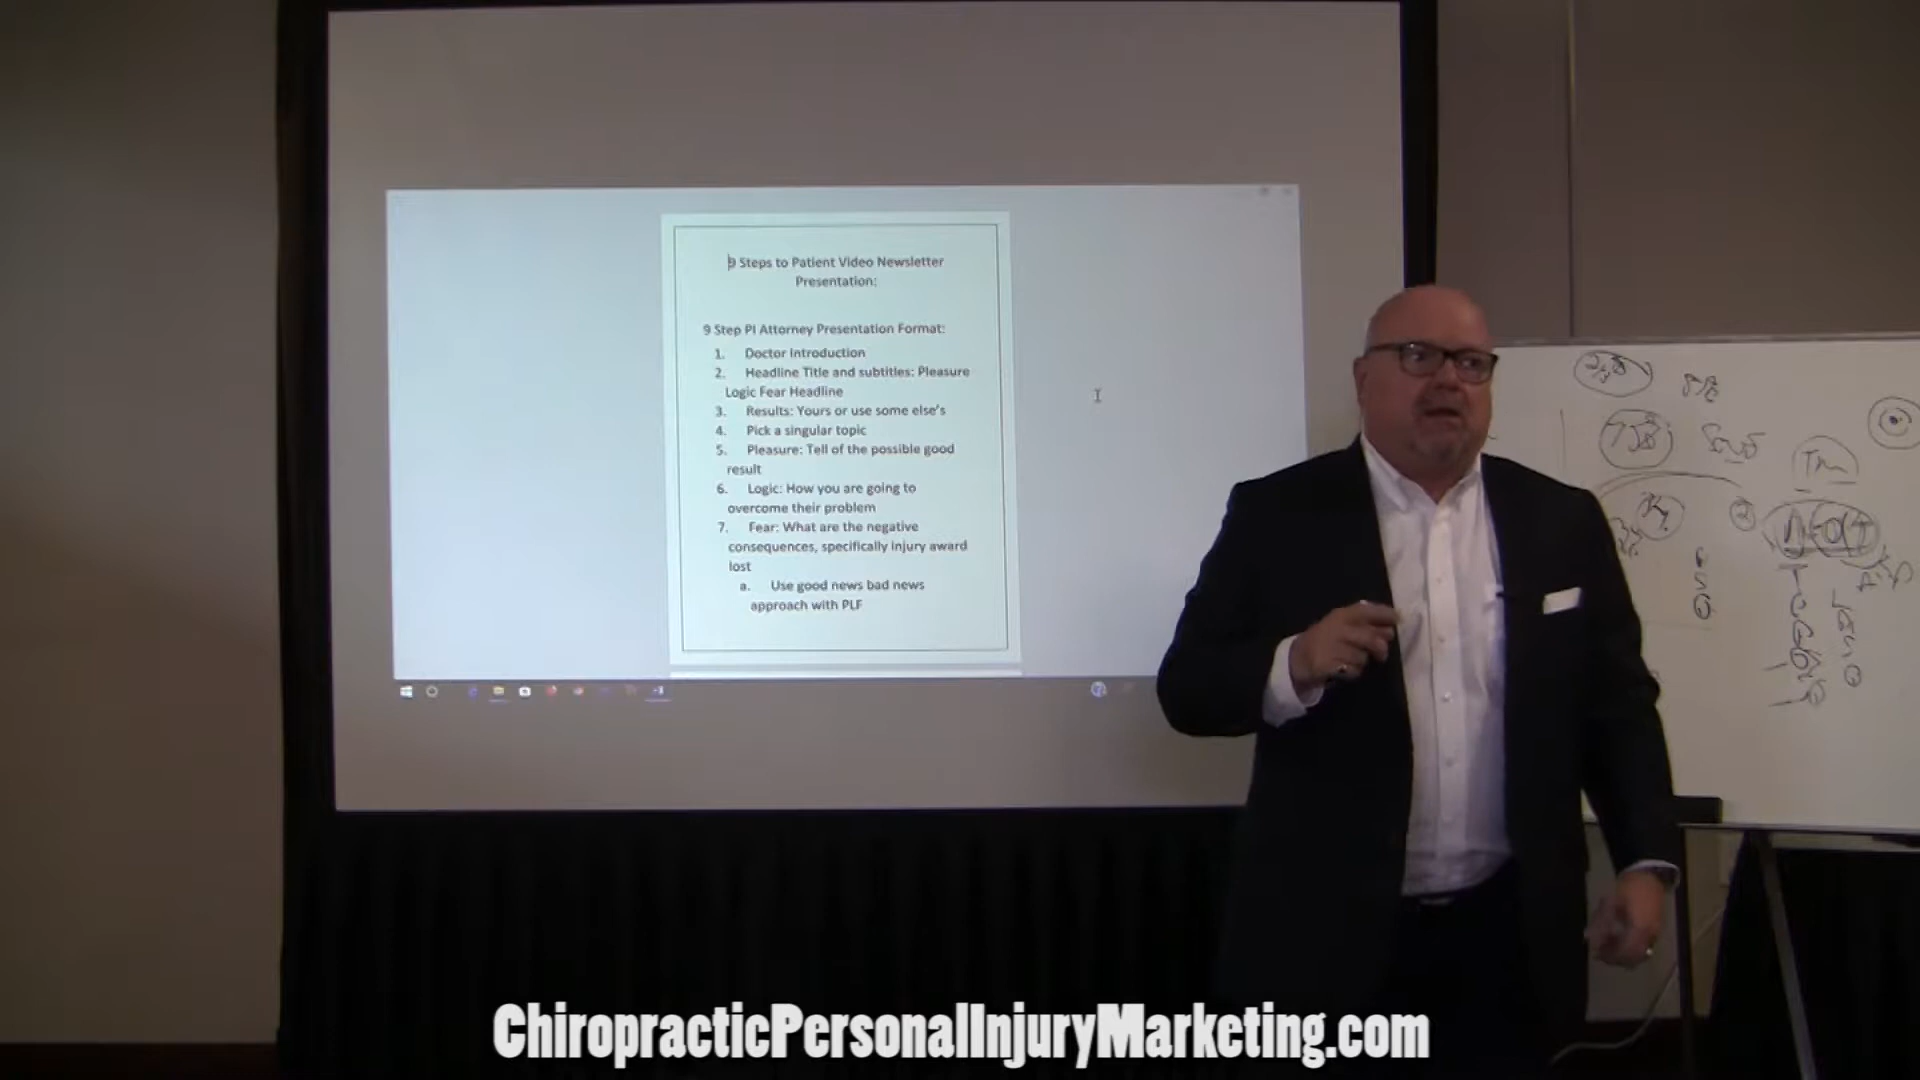 9 Steps to Patient Video Newsletter
Presentation:
9 Step PI Attorney Presentation Format:
1. Doctor Introduction
2. Headline Title and subtitles: Pleasure
Logic Fear Headline
3. Results: Yours or use some else's
4. Pick a singular topic
5. Pleasure: Tell of the possible good
result
6. Logic: How you are going to
overcome their problem
7. Fear: What are the negative
consequences, specifically injury award
lost
a. Use good news bad news
approach with PLF
ChiropracticPersonalInjuryMarketing.com